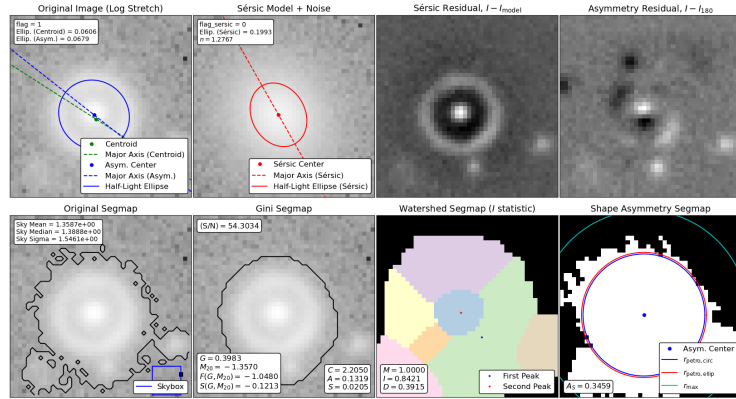 Original Image (Log Stretch)
flag = 1
Ellip. (Centroid) = 0.0606
Ellip. (Asym.) = 0.0679
Centroid
Major Axis (Centroid)
Asym. Center
Major Axis (Asym.)
Half-Light Ellipse
Sérsic Model + Noise
flag_sersic = 0
Ellip. (Sérsic) = 0.1993
n = 1.2767
Sérsic Center
Major Axis (Sérsic)
Half-Light Ellipse (Sérsic)
Sérsic Residual, I − I_model
Asymmetry Residual, I − I_180
Original Segmap
Sky Mean = 1.3587e+00
Sky Median = 1.3888e+00
Sky Sigma = 1.5461e+00
Skybox
Gini Segmap
⟨S/N⟩ = 54.3034
G = 0.3983
M₂₀ = −1.3570
F(G, M₂₀) = −1.0480
S(G, M₂₀) = −0.1213
C = 2.2050
A = 0.1319
S = 0.0205
Watershed Segmap (I statistic)
M = 1.0000
I = 0.8421
D = 0.3915
First Peak
Second Peak
Shape Asymmetry Segmap
A_S = 0.3459
Asym. Center
r_petro, circ
r_petro, ellip
r_max